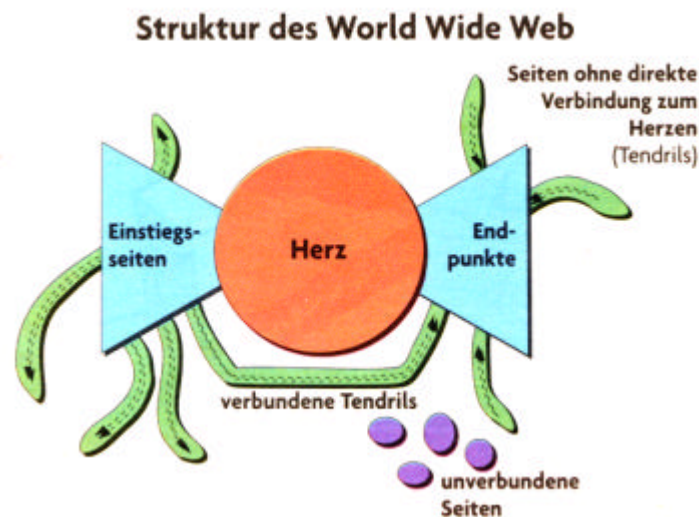 Struktur des World Wide Web
Seiten ohne direkte
Verbindung zum
Herzen
(Tendrils)
Einstiegs-
seiten
Herz
End-
punkte
verbundene Tendrils
unverbundene
Seiten